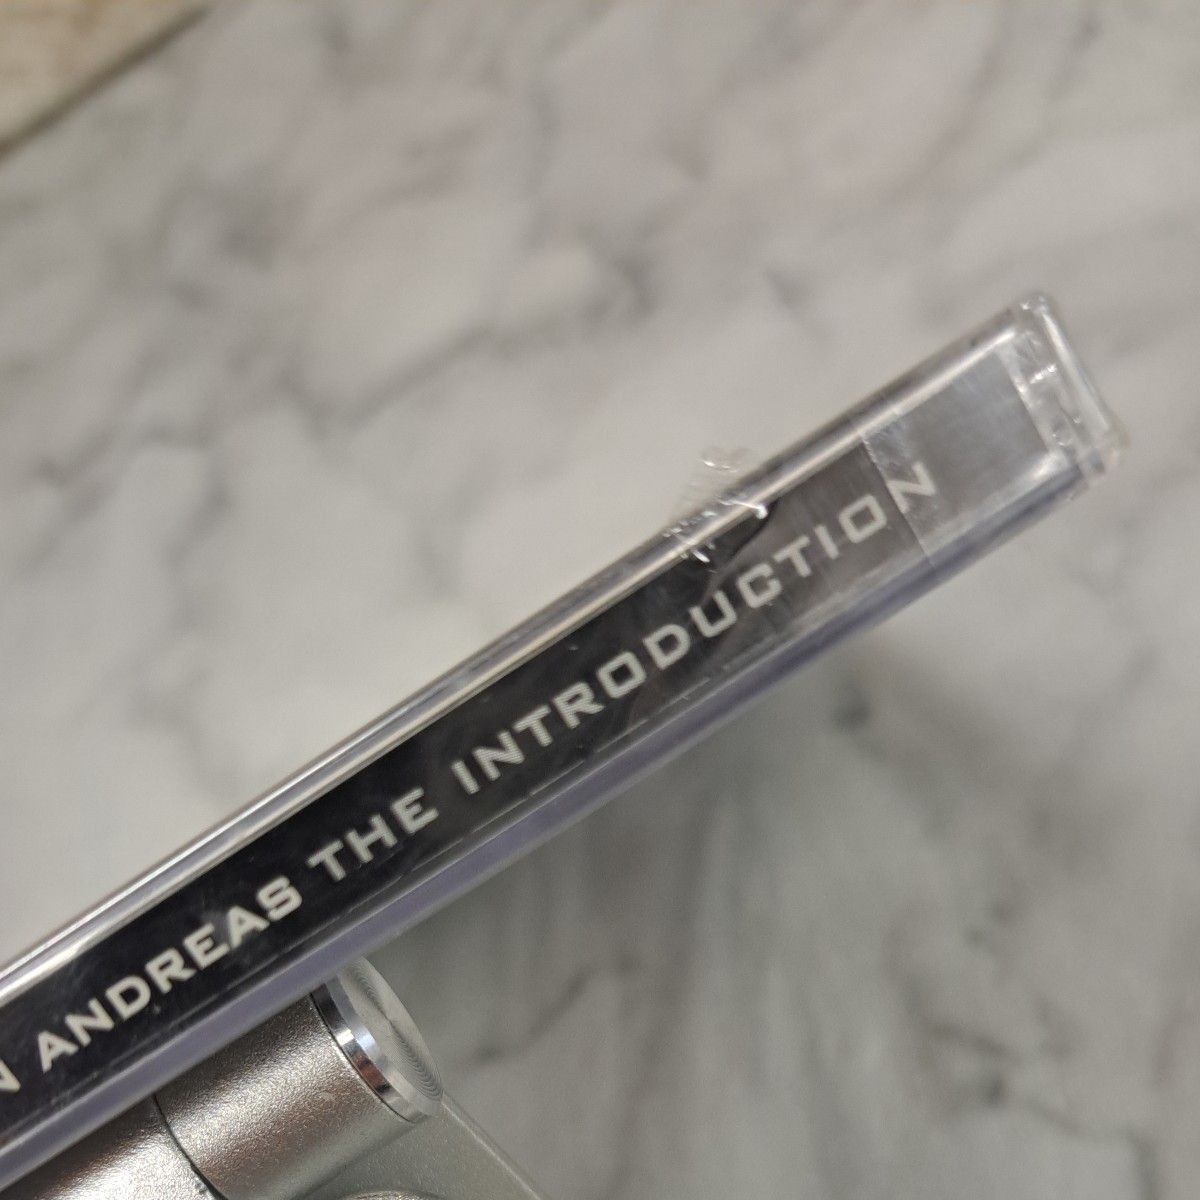 N ANDREAS THE INTRODUCTION